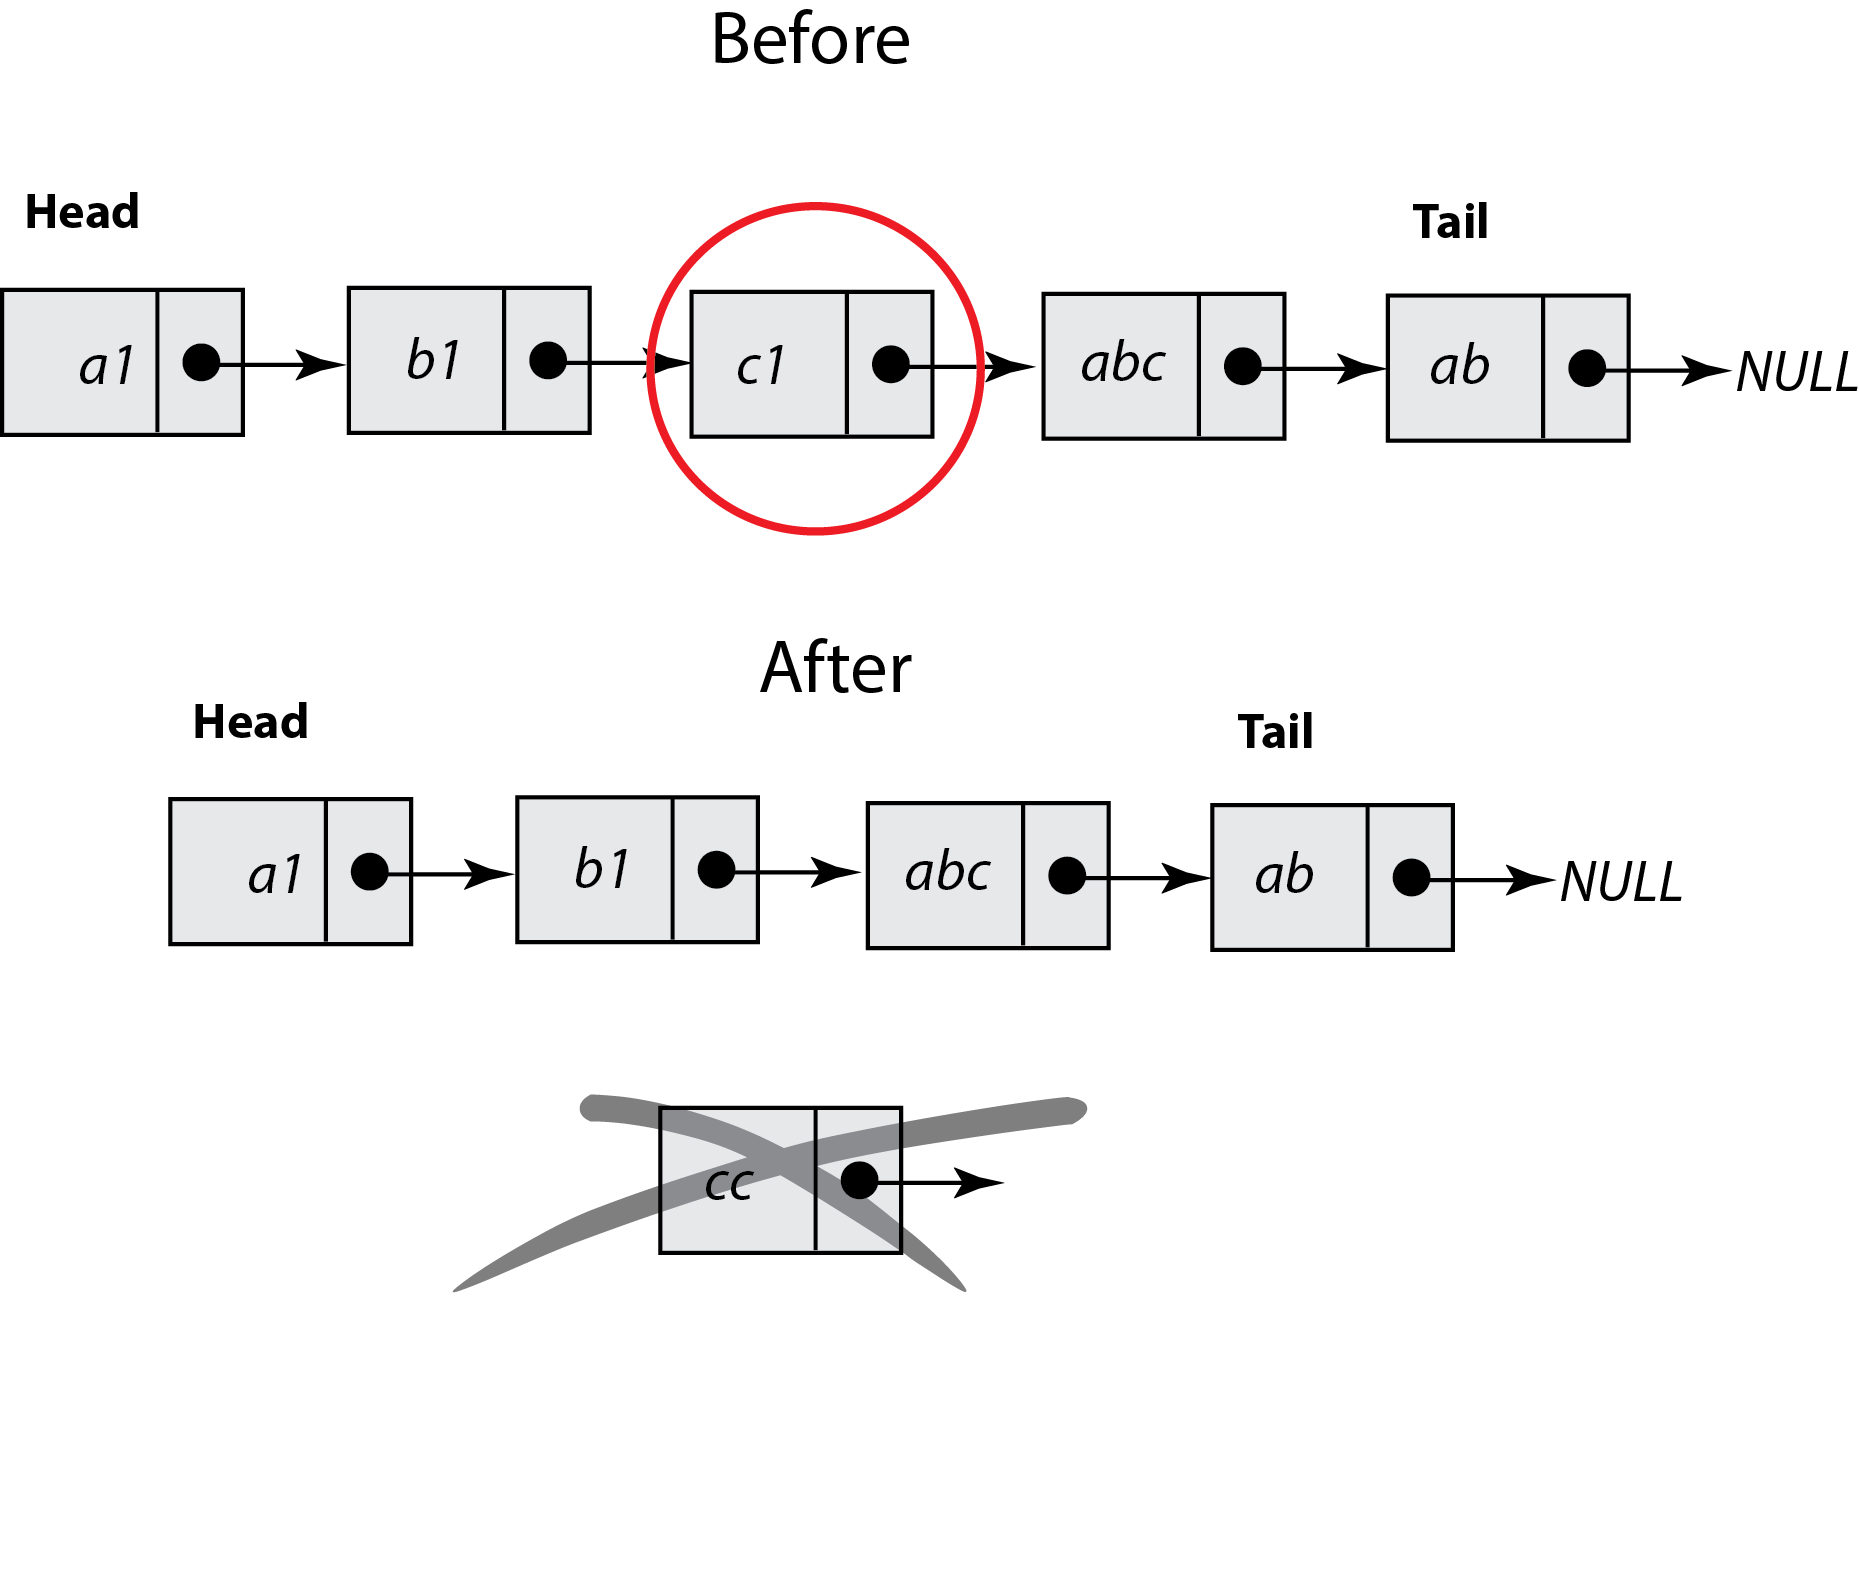 Before
Head Tail
a1 b1 c1 abc ab NULL
After
Head Tail
a1 b1 abc ab NULL
cc